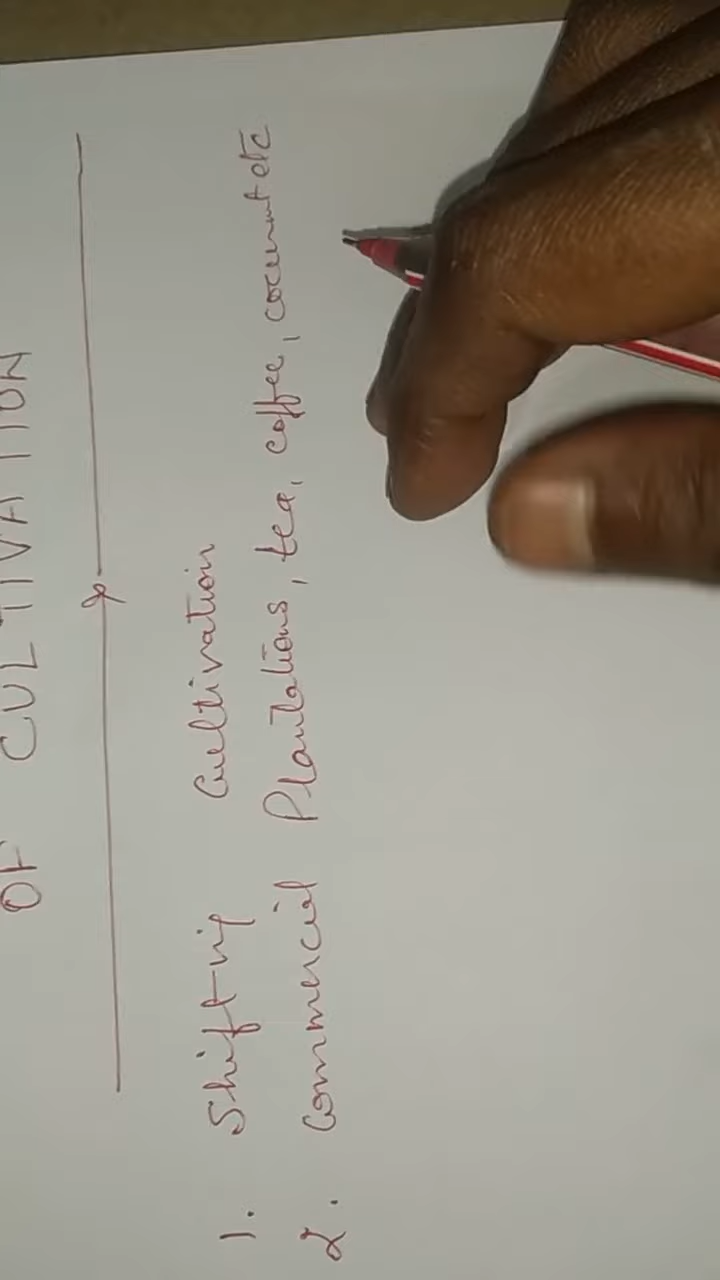 OF CULTIVATION
1. Shifting Cultivation
2. Commercial Plantations, tea, coffee, coconut etc